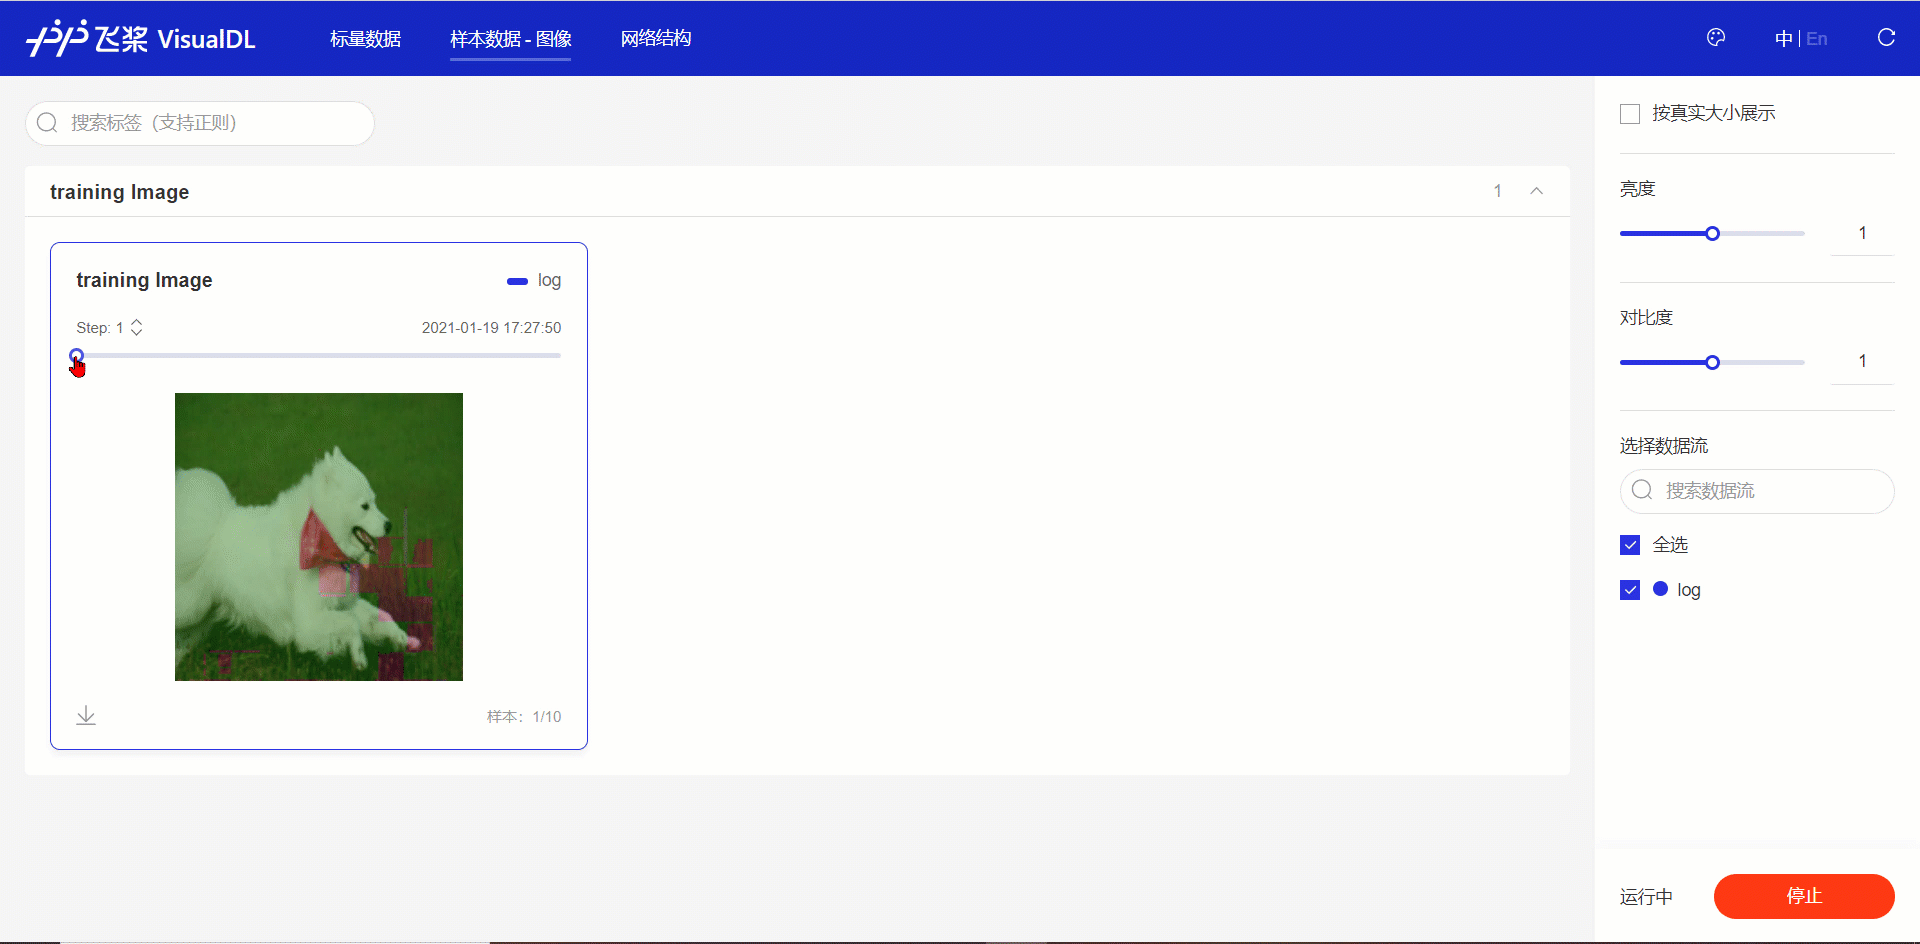 飞桨 VisualDL 标量数据 样本数据 - 图像 网络结构 中 | En
搜索标签（支持正则）
training Image 1
training Image log
Step: 1 2021-01-19 17:27:50
样本：1/10
按真实大小展示
亮度
1
对比度
1
选择数据流
搜索数据流
全选
log
运行中 停止